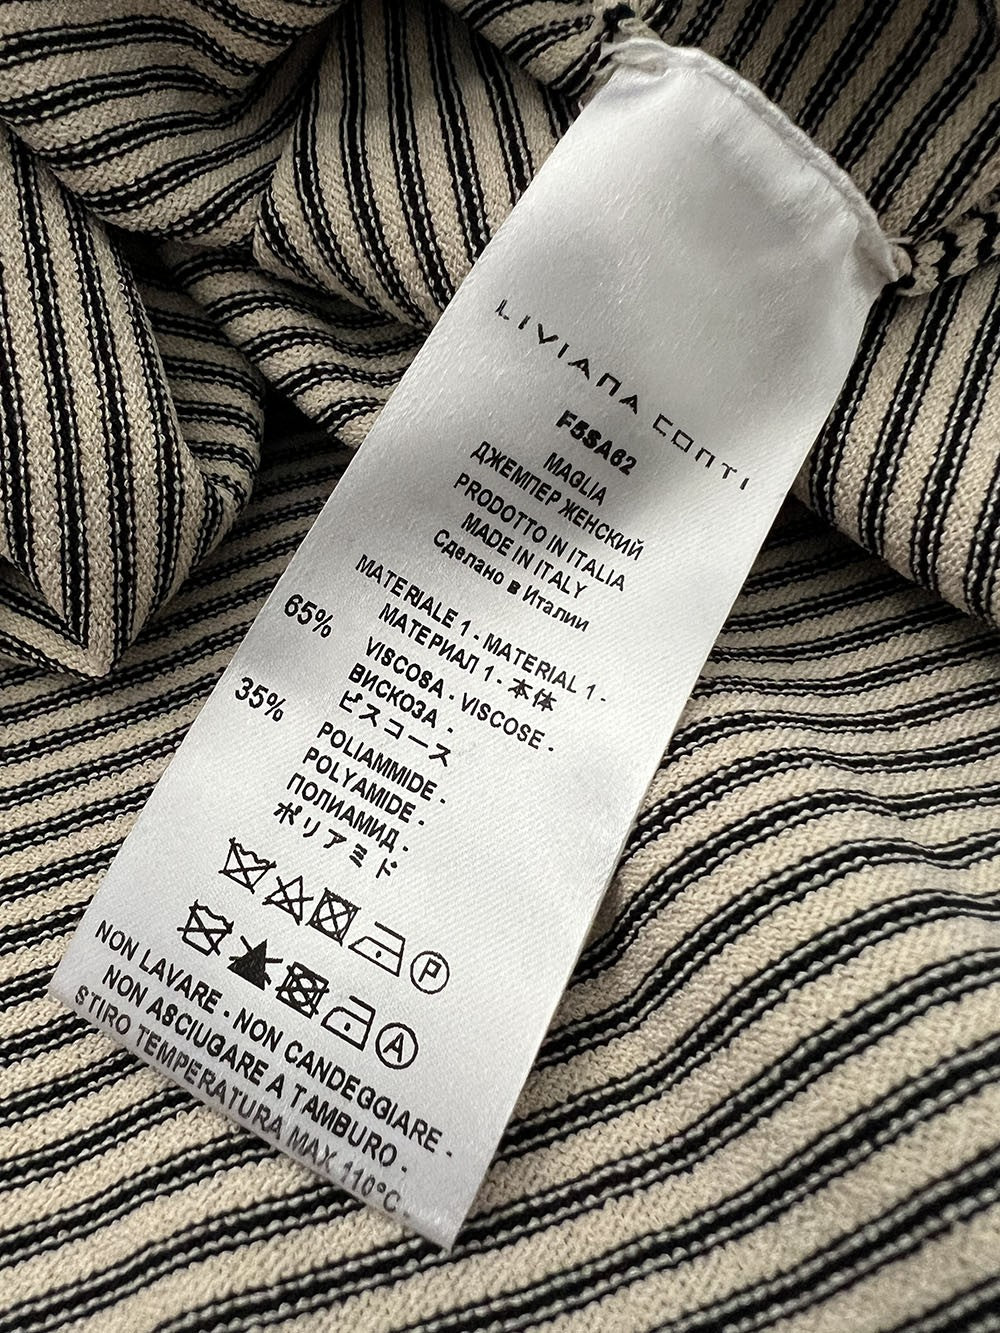 LIVIANA CONTI
F5SA62
MAGLIA
ДЖЕМПЕР ЖЕНСКИЙ
PRODOTTO IN ITALIA
MADE IN ITALY
Сделано в Италии
MATERIALE 1 - MATERIAL 1 -
МАТЕРИАЛ 1 - 本体
65% VISCOSA - VISCOSE -
ВИСКОЗА -
ビスコース
35% POLIAMMIDE -
POLYAMIDE -
ПОЛИАМИД -
ポリアミド
P
A
NON LAVARE - NON CANDEGGIARE -
NON ASCIUGARE A TAMBURO -
STIRO TEMPERATURA MAX 110°C